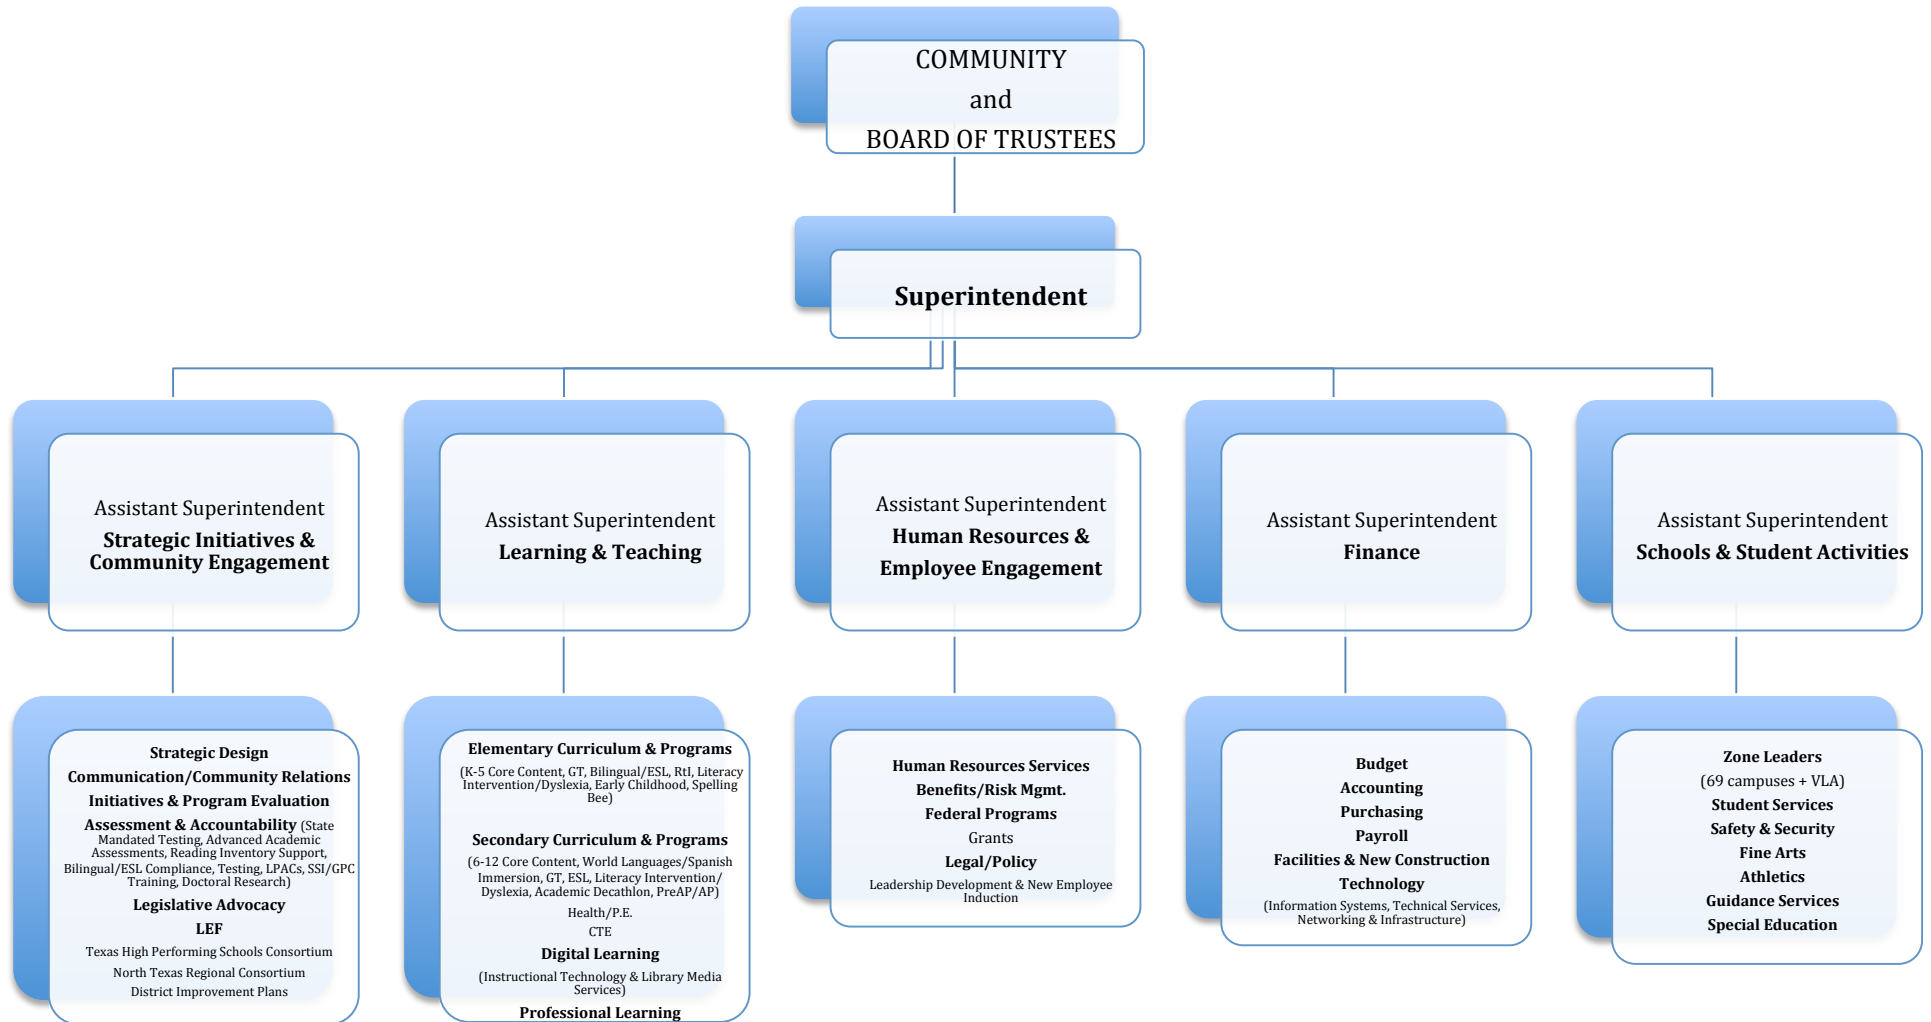 COMMUNITY
and
BOARD OF TRUSTEES
Superintendent
Assistant Superintendent
Strategic Initiatives &
Community Engagement
Assistant Superintendent
Learning & Teaching
Assistant Superintendent
Human Resources &
Employee Engagement
Assistant Superintendent
Finance
Assistant Superintendent
Schools & Student Activities
Strategic Design
Communication/Community Relations
Initiatives & Program Evaluation
Assessment & Accountability (State
Mandated Testing, Advanced Academic
Assessments, Reading Inventory Support,
Bilingual/ESL Compliance, Testing, LPACs, SSI/GPC
Training, Doctoral Research)
Legislative Advocacy
LEF
Texas High Performing Schools Consortium
North Texas Regional Consortium
District Improvement Plans
Elementary Curriculum & Programs
(K-5 Core Content, GT, Bilingual/ESL, RtI, Literacy
Intervention/Dyslexia, Early Childhood, Spelling
Bee)
Secondary Curriculum & Programs
(6-12 Core Content, World Languages/Spanish
Immersion, GT, ESL, Literacy Intervention/
Dyslexia, Academic Decathlon, PreAP/AP)
Health/P.E.
CTE
Digital Learning
(Instructional Technology & Library Media
Services)
Professional Learning
Human Resources Services
Benefits/Risk Mgmt.
Federal Programs
Grants
Legal/Policy
Leadership Development & New Employee
Induction
Budget
Accounting
Purchasing
Payroll
Facilities & New Construction
Technology
(Information Systems, Technical Services,
Networking & Infrastructure)
Zone Leaders
(69 campuses + VLA)
Student Services
Safety & Security
Fine Arts
Athletics
Guidance Services
Special Education